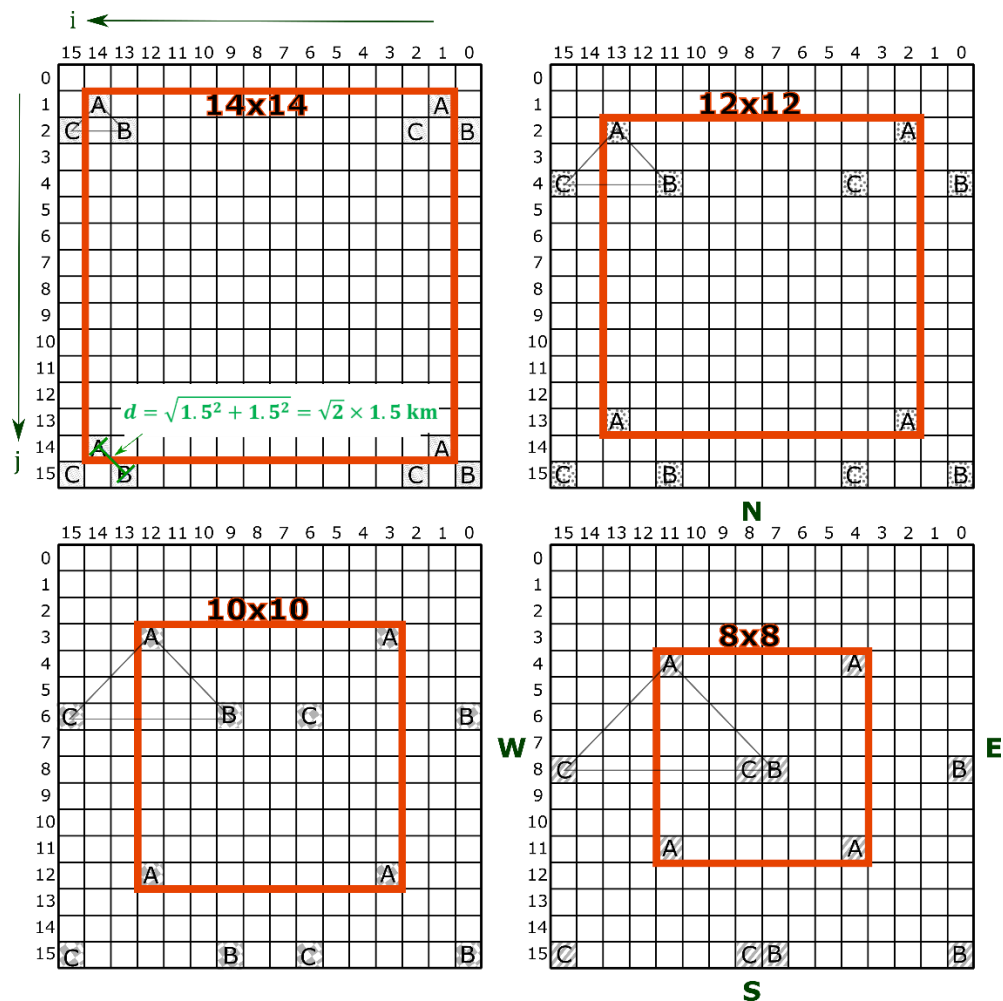 i
15 14 13 12 11 10 9 8 7 6 5 4 3 2 1 0
0
1 A 14x14 A
2 C B C B
3
4
5
6
7
8
9
10
11
12
13 d = √1.5² + 1.5² = √2 × 1.5 km
14 A A
j
15 C B C B
15 14 13 12 11 10 9 8 7 6 5 4 3 2 1 0
0
1 12x12
2 A A
3
4 C B C B
5
6
7
8
9
10
11
12
13 A A
14
15 C B C B
N
15 14 13 12 11 10 9 8 7 6 5 4 3 2 1 0
0
1
2 10x10
3 A A
4
5
6 C B C B
7
8
9
10
11
12 A A
13
14
15 C B C B
W
15 14 13 12 11 10 9 8 7 6 5 4 3 2 1 0
0
1
2
3 8x8
4 A A
5
6
7
8 C C B B
9
10
11 A A
12
13
14
15 C C B B
E
S